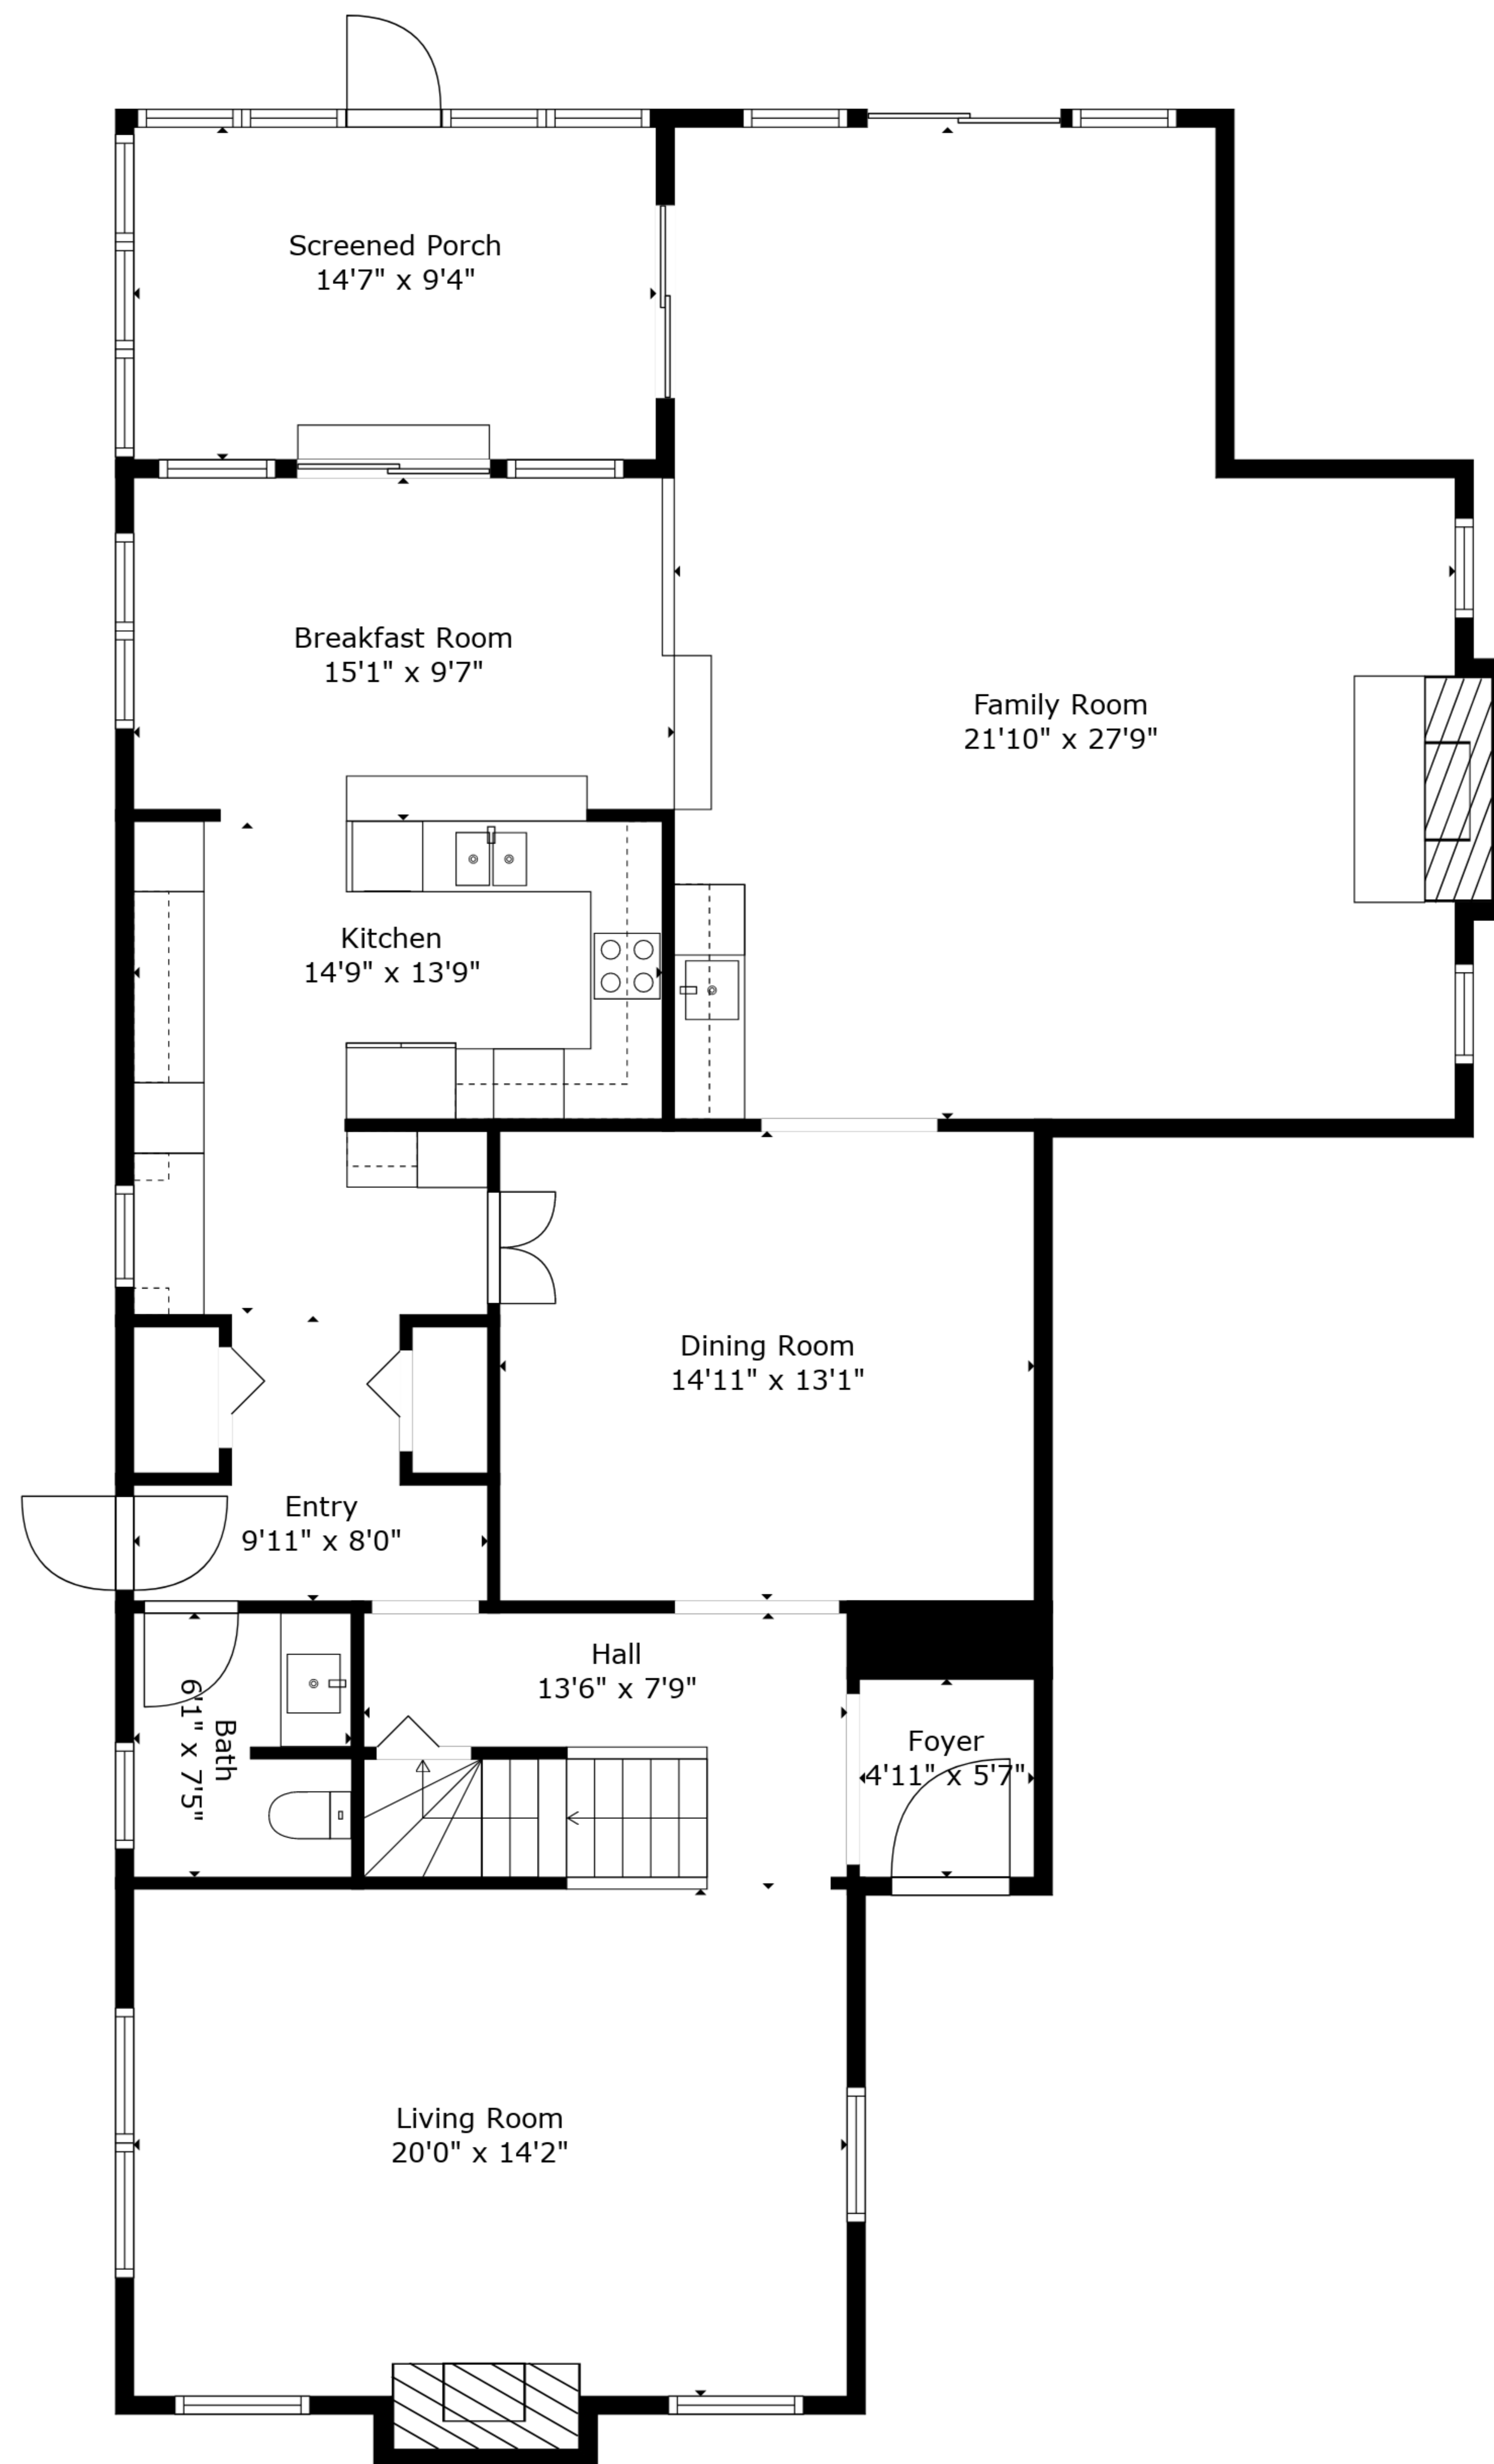 Screened Porch
14'7" x 9'4"
Breakfast Room
15'1" x 9'7"
Family Room
21'10" x 27'9"
Kitchen
14'9" x 13'9"
Dining Room
14'11" x 13'1"
Entry
9'11" x 8'0"
Hall
13'6" x 7'9"
Bath
6'1" x 7'5"
Foyer
4'11" x 5'7"
Living Room
20'0" x 14'2"